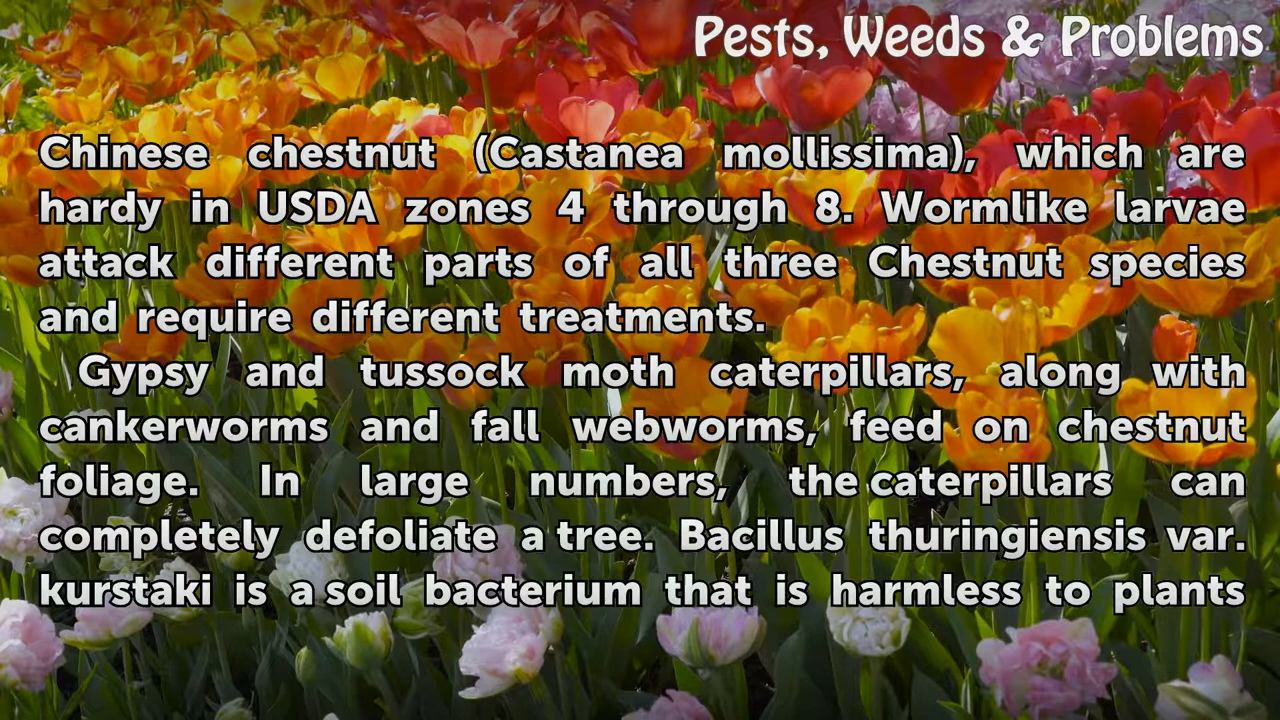 Pests, Weeds & Problems
Chinese chestnut (Castanea mollissima), which are
hardy in USDA zones 4 through 8. Wormlike larvae
attack different parts of all three Chestnut species
and require different treatments.
Gypsy and tussock moth caterpillars, along with
cankerworms and fall webworms, feed on chestnut
foliage. In large numbers, the caterpillars can
completely defoliate a tree. Bacillus thuringiensis var.
kurstaki is a soil bacterium that is harmless to plants